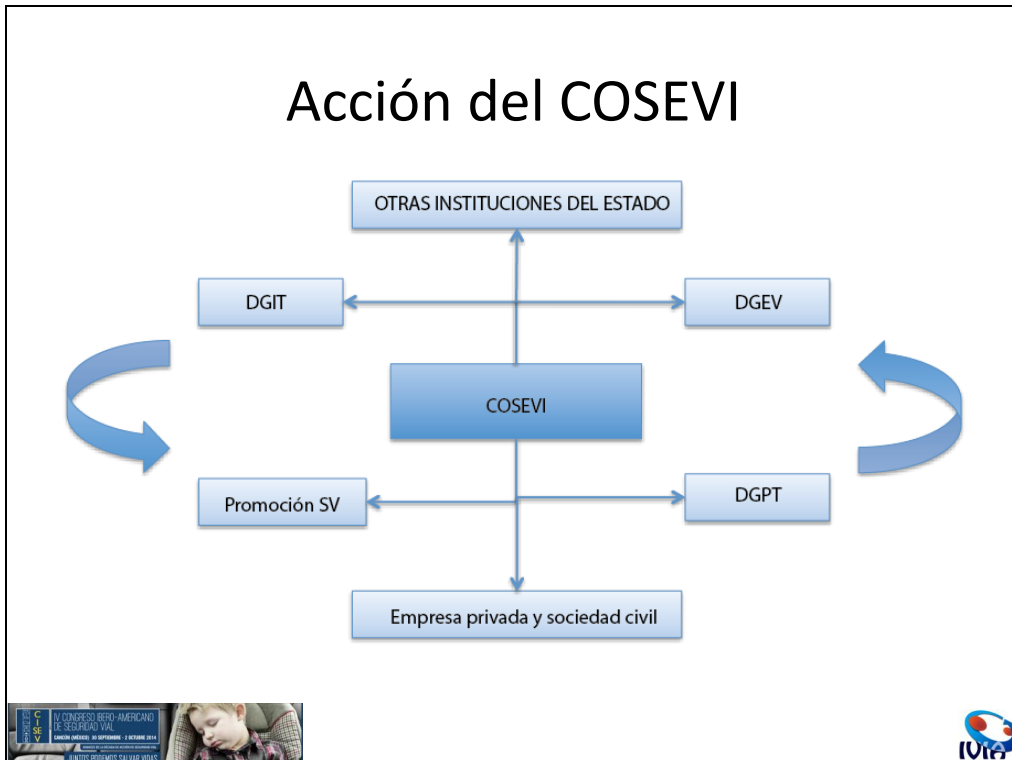 Acción del COSEVI
OTRAS INSTITUCIONES DEL ESTADO
DGIT
DGEV
COSEVI
Promoción SV
DGPT
Empresa privada y sociedad civil
CISEV
IV CONGRESO IBERO-AMERICANO
DE SEGURIDAD VIAL
CANCÚN (MÉXICO) 30 SEPTIEMBRE - 2 OCTUBRE 2014
JUNTOS PODEMOS SALVAR VIDAS